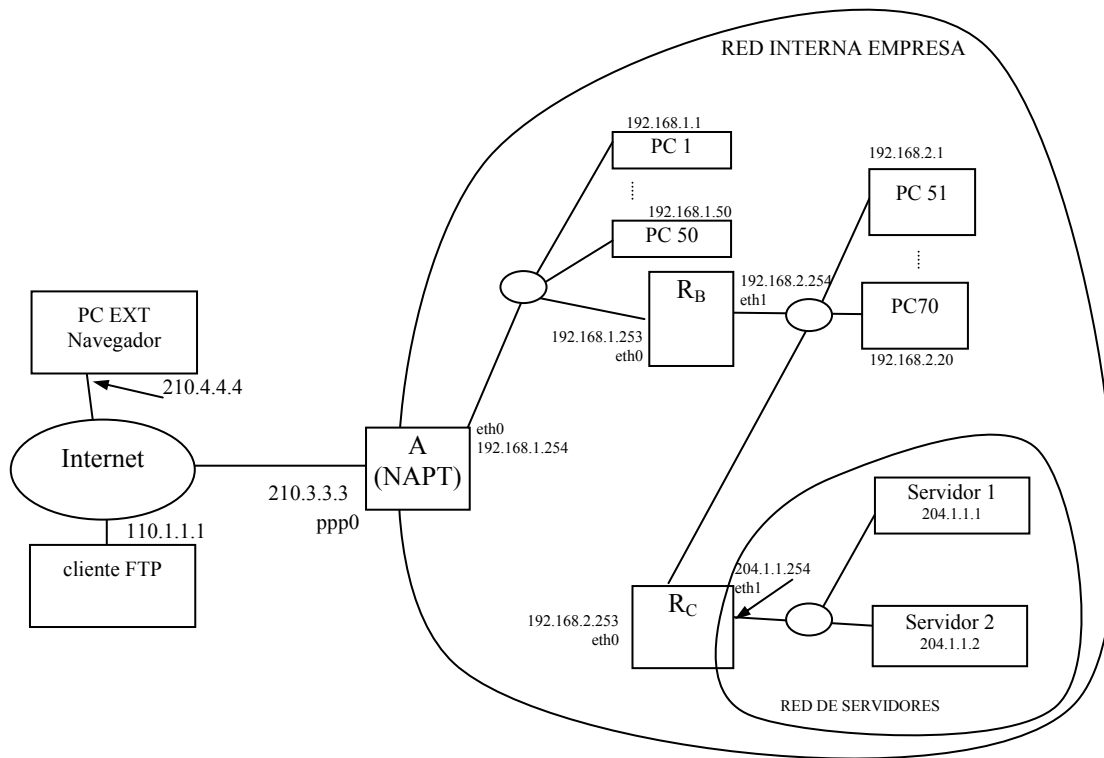 RED INTERNA EMPRESA
192.168.1.1
PC 1
192.168.1.50
PC 50
192.168.2.1
PC 51
R_B
192.168.2.254
eth1
192.168.1.253
eth0
PC70
192.168.2.20
PC EXT
Navegador
210.4.4.4
Internet
A
(NAPT)
eth0
192.168.1.254
210.3.3.3
ppp0
110.1.1.1
cliente FTP
R_C
192.168.2.253
eth0
204.1.1.254
eth1
Servidor 1
204.1.1.1
Servidor 2
204.1.1.2
RED DE SERVIDORES